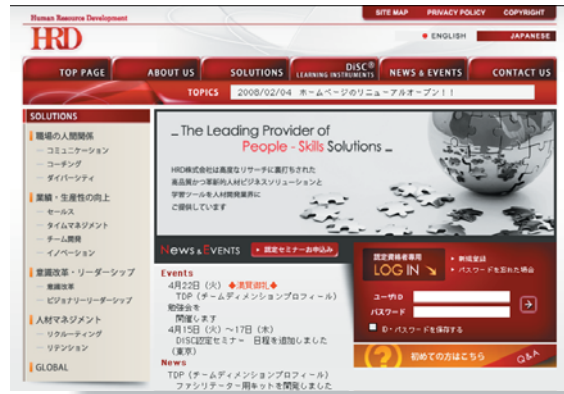 Human Resource Development
SITE MAP PRIVACY POLICY COPYRIGHT
HRD
ENGLISH JAPANESE
TOP PAGE ABOUT US SOLUTIONS DiSC® LEARNING INSTRUMENTS NEWS & EVENTS CONTACT US
TOPICS 2008/02/04 ホームページのリニューアルオープン！！
SOLUTIONS
職場の人間関係
コミュニケーション
コーチング
ダイバーシティ
業績・生産性の向上
セールス
タイムマネジメント
チーム開発
イノベーション
意識改革・リーダーシップ
意識改革
ビジョナリーリーダーシップ
人材マネジメント
リクルーティング
リテンション
GLOBAL
_ The Leading Provider of
People - Skills Solutions _
HRD株式会社は高度なリサーチに裏打ちされた
高品質かつ革新的人材ビジネスソリューションと
学習ツールを人材開発業界に
ご提供しています
News & Events 認定セミナーお申込み
Events
4月22日（火）◆満員御礼◆
TDP（チームディメンションプロフィール）
勉強会を
開催します
4月15日（火）～17日（木）
DiSC認定セミナー 日程を追加しました
（東京）
News
TDP（チームディメンションプロフィール）
ファシリテーター用キットを開発しました
認定資格者専用
LOG IN
新規登録
パスワードを忘れた場合
ユーザID
パスワード
ID・パスワードを保存する
? 初めての方はこちら Q&A